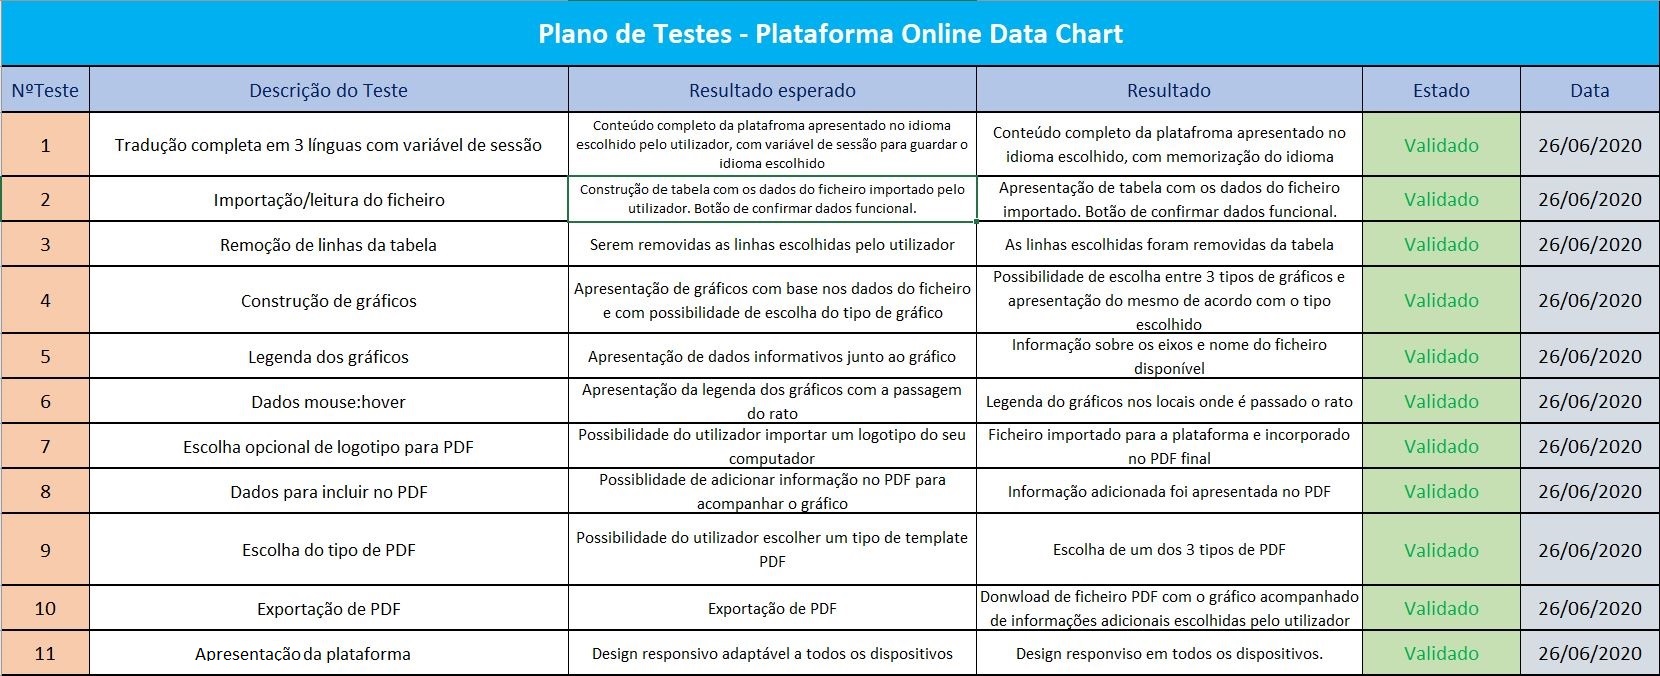 Plano de Testes - Plataforma Online Data Chart
NºTeste Descrição do Teste Resultado esperado Resultado Estado Data
1
Tradução completa em 3 línguas com variável de sessão
Conteúdo completo da platafroma apresentado no idioma
escolhido pelo utilizador, com variável de sessão para guardar o
idioma escolhido
Conteúdo completo da platafroma apresentado no
idioma escolhido, com memorização do idioma
Validado
26/06/2020
2
Importação/leitura do ficheiro
Construção de tabela com os dados do ficheiro importado pelo
utilizador. Botão de confirmar dados funcional.
Apresentação de tabela com os dados do ficheiro
importado. Botão de confirmar dados funcional.
Validado
26/06/2020
3
Remoção de linhas da tabela
Serem removidas as linhas escolhidas pelo utilizador
As linhas escolhidas foram removidas da tabela
Validado
26/06/2020
4
Construção de gráficos
Apresentação de gráficos com base nos dados do ficheiro
e com possibilidade de escolha do tipo de gráfico
Possibilidade de escolha entre 3 tipos de gráficos e
apresentação do mesmo de acordo com o tipo
escolhido
Validado
26/06/2020
5
Legenda dos gráficos
Apresentação de dados informativos junto ao gráfico
Informação sobre os eixos e nome do ficheiro
disponível
Validado
26/06/2020
6
Dados mouse:hover
Apresentação da legenda dos gráficos com a passagem
do rato
Legenda do gráficos nos locais onde é passado o rato
Validado
26/06/2020
7
Escolha opcional de logotipo para PDF
Possibilidade do utilizador importar um logotipo do seu
computador
Ficheiro importado para a plataforma e incorporado
no PDF final
Validado
26/06/2020
8
Dados para incluir no PDF
Possiblidade de adicionar informação no PDF para
acompanhar o gráfico
Informação adicionada foi apresentada no PDF
Validado
26/06/2020
9
Escolha do tipo de PDF
Possibilidade do utilizador escolher um tipo de template
PDF
Escolha de um dos 3 tipos de PDF
Validado
26/06/2020
10
Exportação de PDF
Exportação de PDF
Donwload de ficheiro PDF com o gráfico acompanhado
de informações adicionais escolhidas pelo utilizador
Validado
26/06/2020
11
Apresentação da plataforma
Design responsivo adaptável a todos os dispositivos
Design responviso em todos os dispositivos.
Validado
26/06/2020